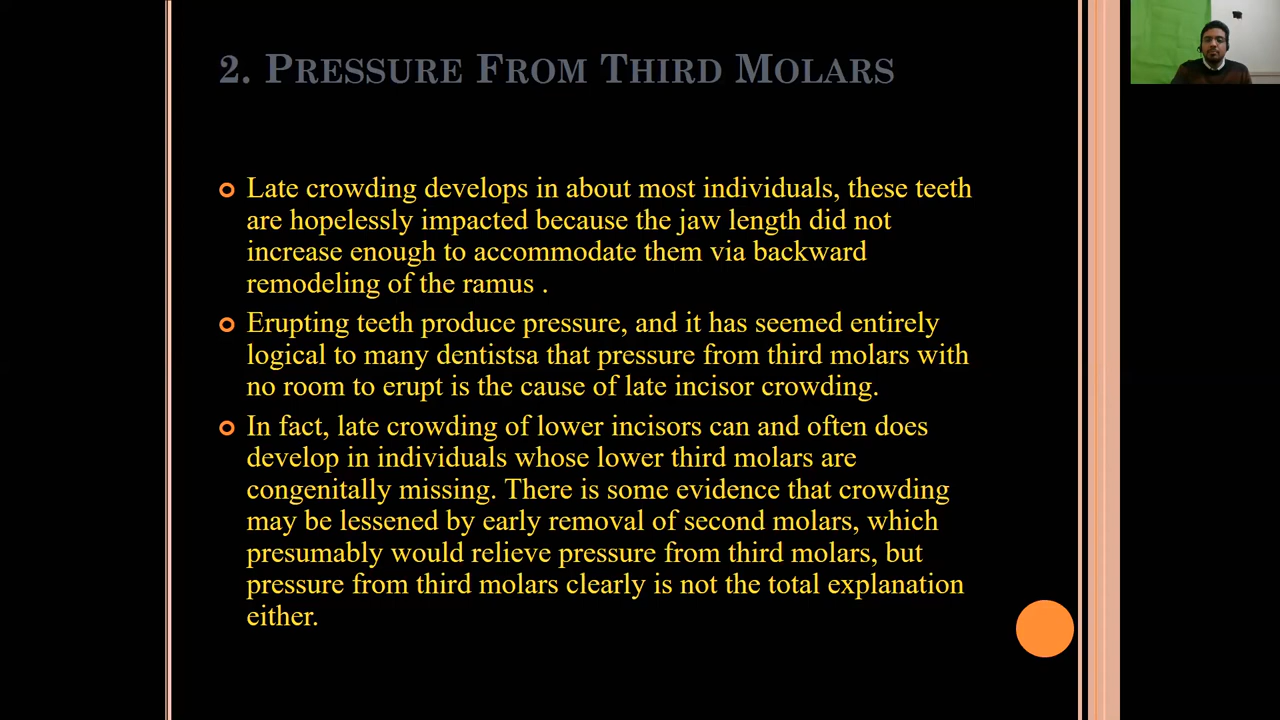 2. Pressure From Third Molars
Late crowding develops in about most individuals, these teeth
are hopelessly impacted because the jaw length did not
increase enough to accommodate them via backward
remodeling of the ramus .
Erupting teeth produce pressure, and it has seemed entirely
logical to many dentistsa that pressure from third molars with
no room to erupt is the cause of late incisor crowding.
In fact, late crowding of lower incisors can and often does
develop in individuals whose lower third molars are
congenitally missing. There is some evidence that crowding
may be lessened by early removal of second molars, which
presumably would relieve pressure from third molars, but
pressure from third molars clearly is not the total explanation
either.